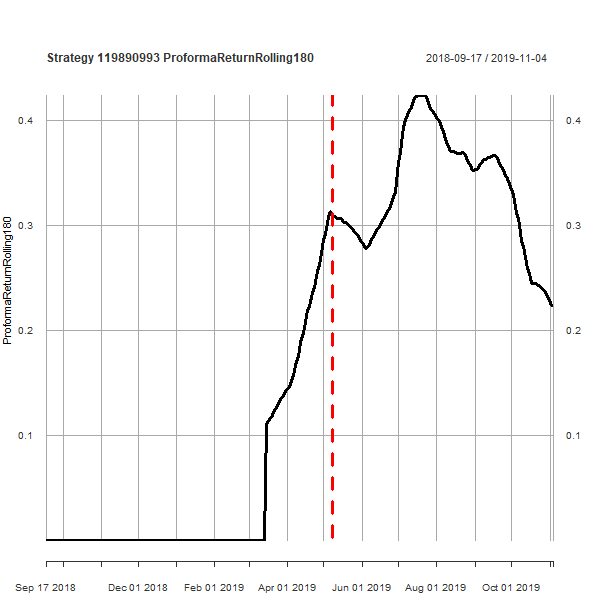 Strategy 119890993 ProformaReturnRolling180
2018-09-17 / 2019-11-04
0.4
0.4
0.3
0.3
0.2
0.2
0.1
0.1
ProformaReturnRolling180
Sep 17 2018
Dec 01 2018
Feb 01 2019
Apr 01 2019
Jun 01 2019
Aug 01 2019
Oct 01 2019